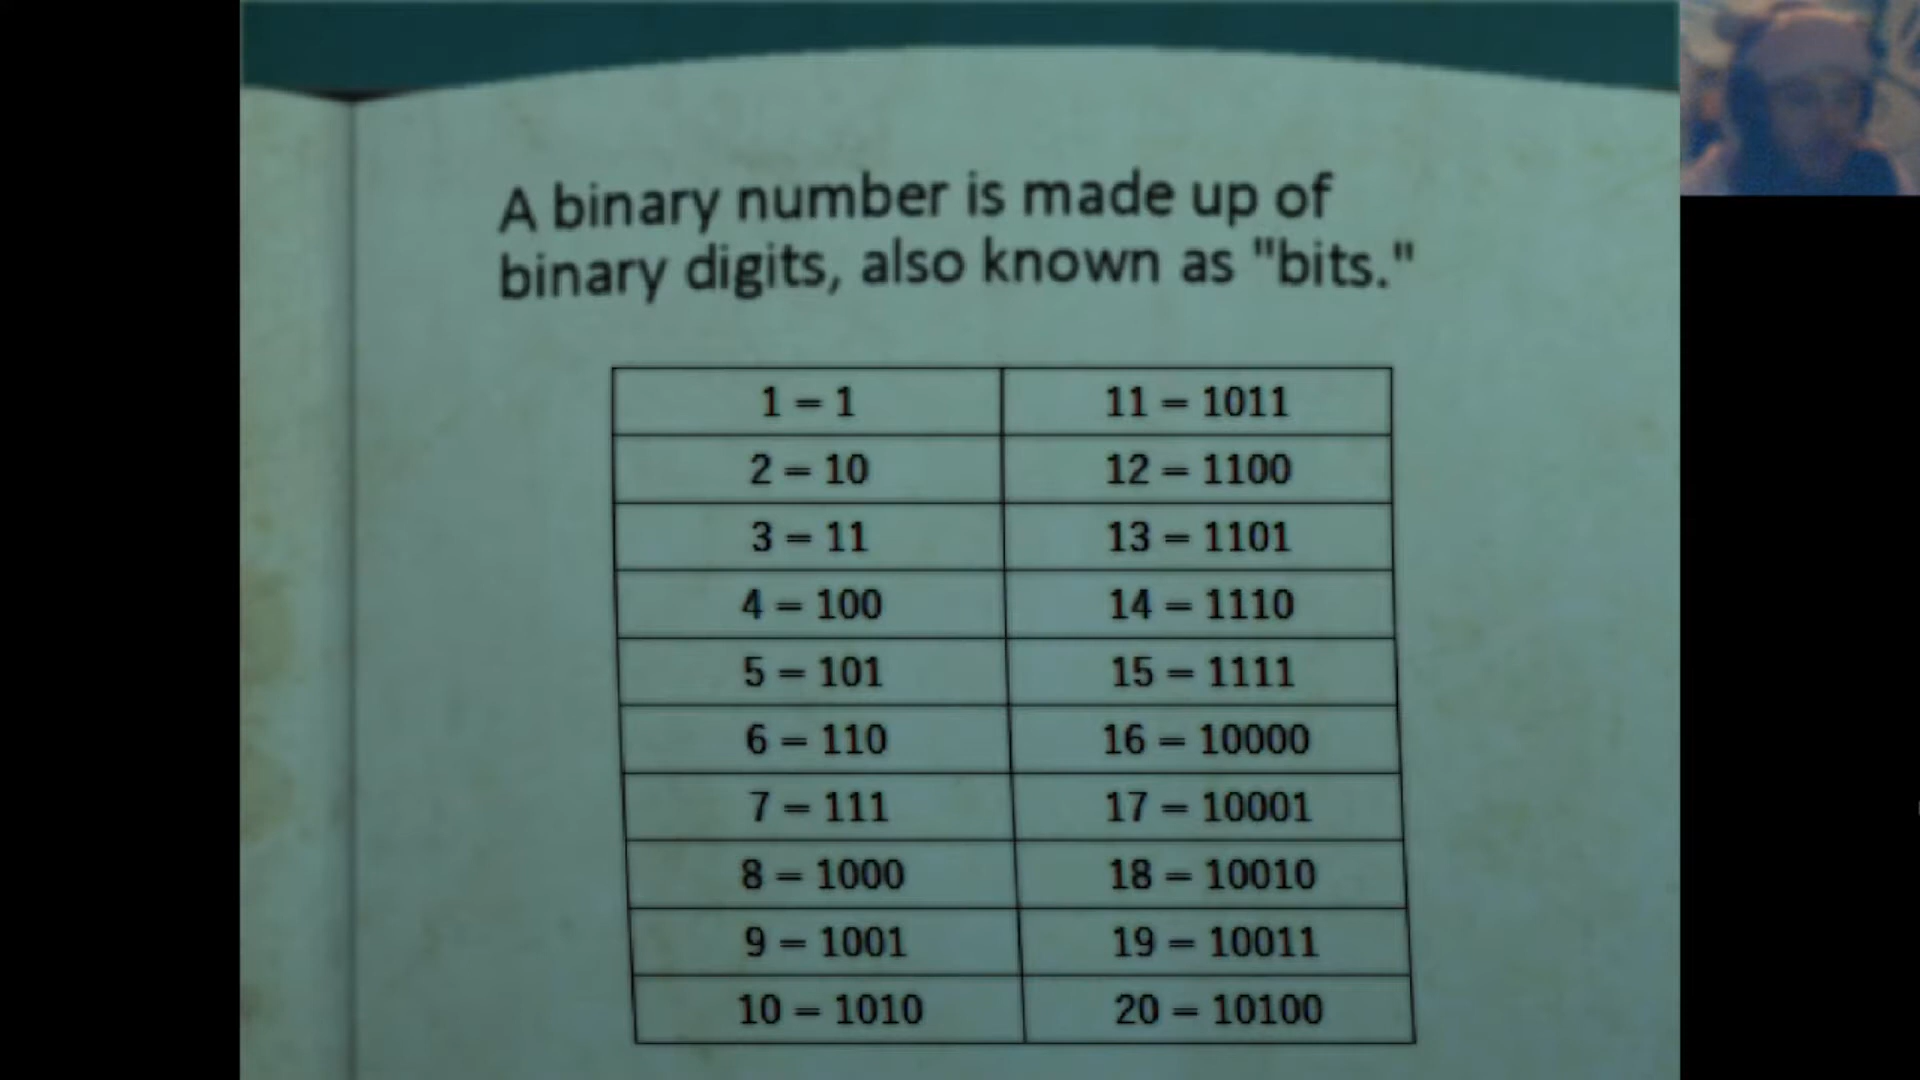 A binary number is made up of
binary digits, also known as "bits."
1 = 1
11 = 1011
2 = 10
12 = 1100
3 = 11
13 = 1101
4 = 100
14 = 1110
5 = 101
15 = 1111
6 = 110
16 = 10000
7 = 111
17 = 10001
8 = 1000
18 = 10010
9 = 1001
19 = 10011
10 = 1010
20 = 10100